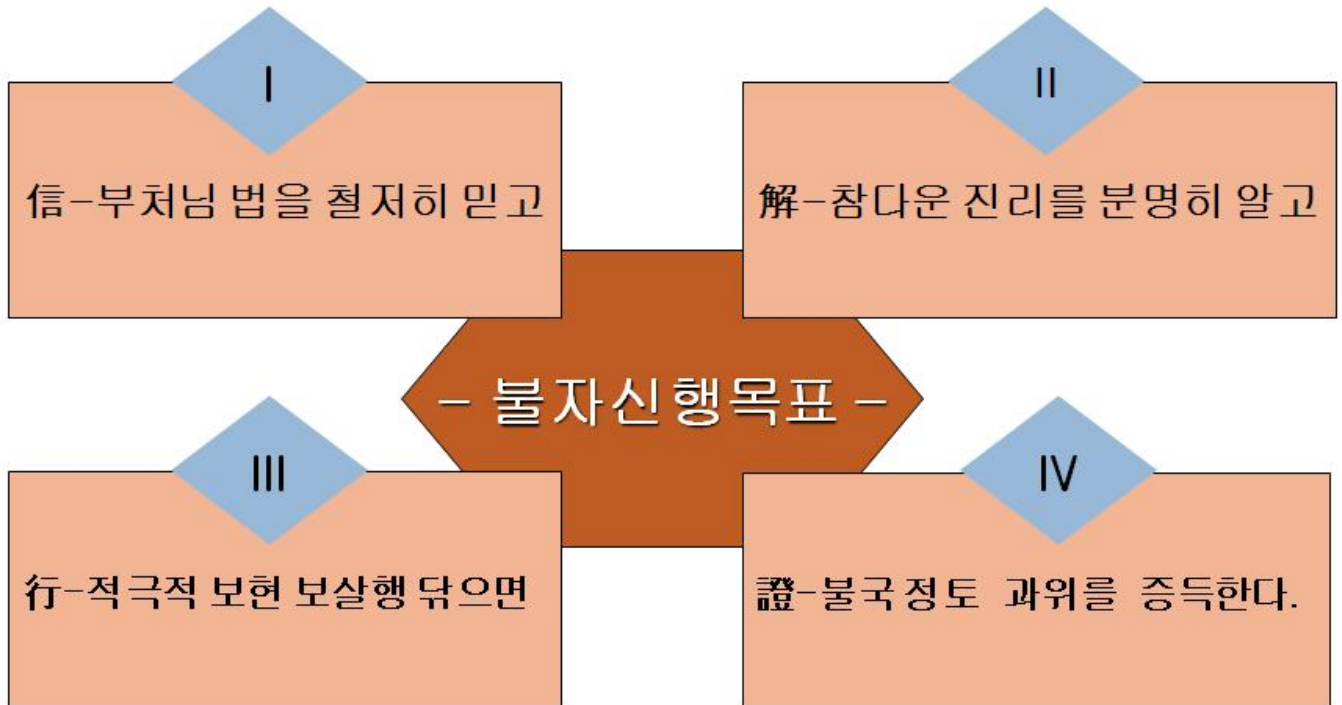 I
II
信-부처님 법을 철저히 믿고
解-참다운 진리를 분명히 알고
- 불자신행목표 -
III
IV
行-적극적 보현 보살행 닦으면
證-불국정토 과위를 증득한다.